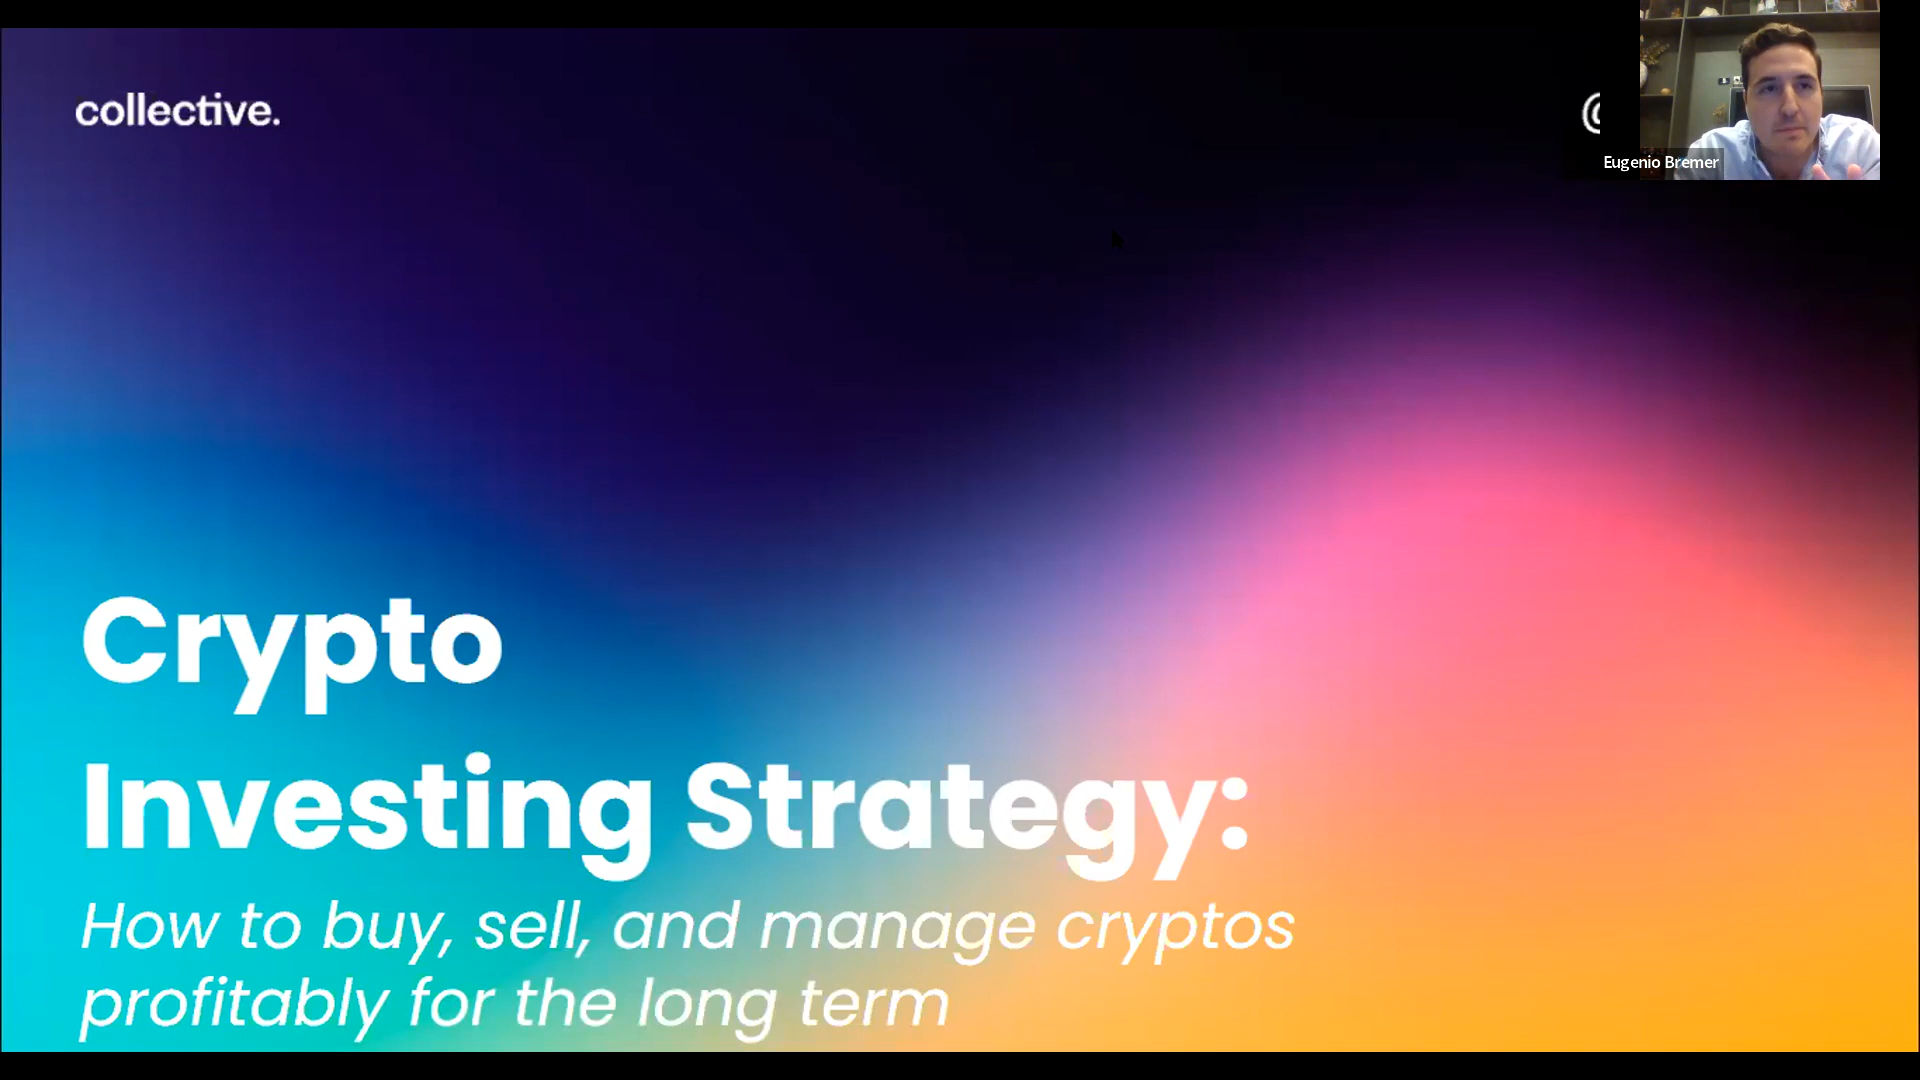 collective.
@
Eugenio Bremer
Crypto
Investing Strategy:
How to buy, sell, and manage cryptos
profitably for the long term